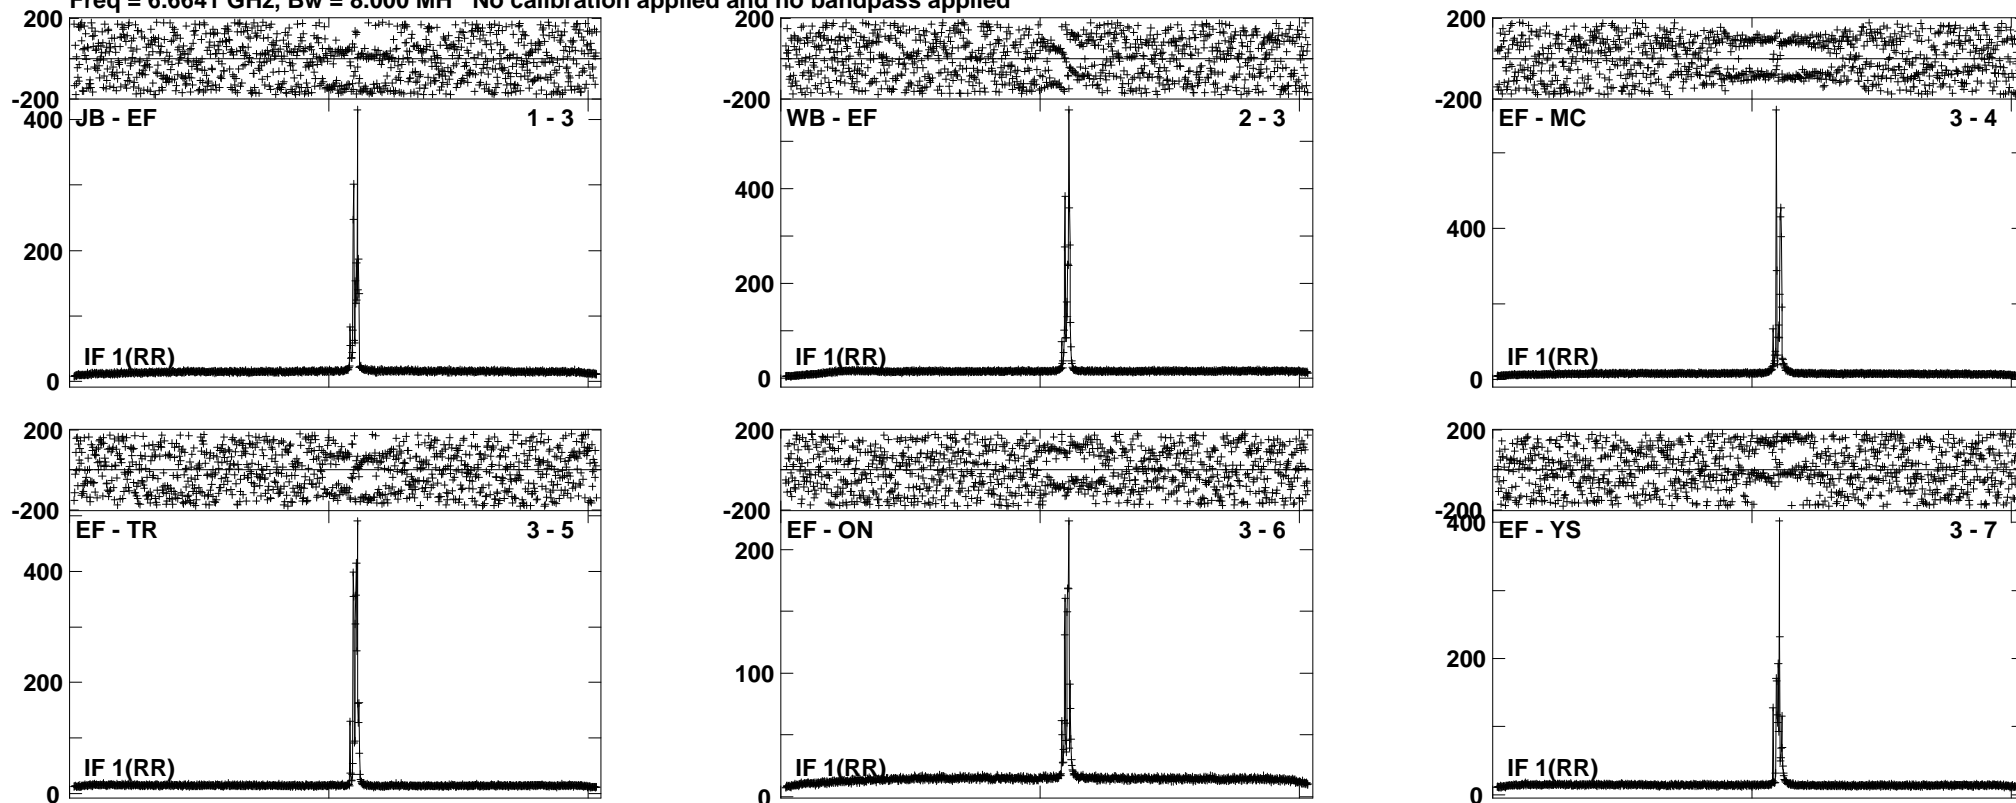 Freq = 6.6641 GHz, Bw = 8.000 MH No calibration applied and no bandpass applied
200
-200
JB - EF 1 - 3
400
200
0
IF 1(RR)
200
-200
WB - EF 2 - 3
400
200
0
IF 1(RR)
200
-200
EF - MC 3 - 4
400
0
IF 1(RR)
200
-200
EF - TR 3 - 5
400
200
0
IF 1(RR)
200
-200
EF - ON 3 - 6
200
100
0
IF 1(RR)
200
-200
EF - YS 3 - 7
400
200
0
IF 1(RR)